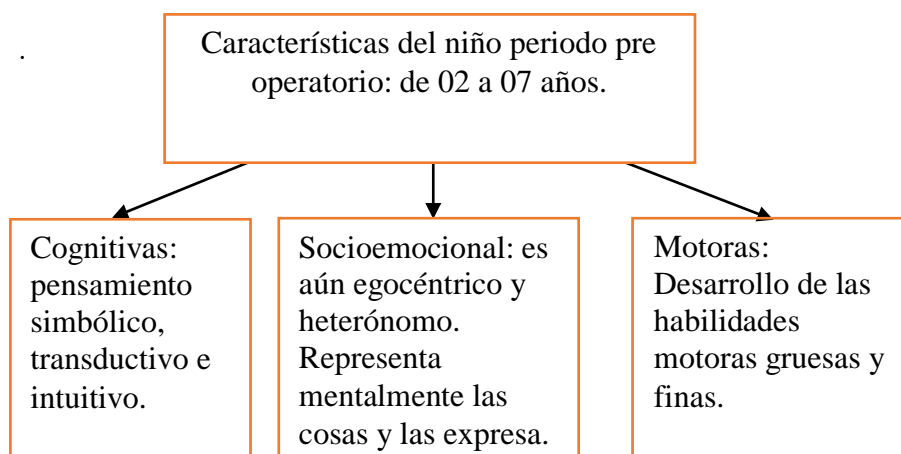 .
Características del niño periodo pre
operatorio: de 02 a 07 años.
Cognitivas:
pensamiento
simbólico,
transductivo e
intuitivo.
Socioemocional: es
aún egocéntrico y
heterónomo.
Representa
mentalmente las
cosas y las expresa.
Motoras:
Desarrollo de las
habilidades
motoras gruesas y
finas.